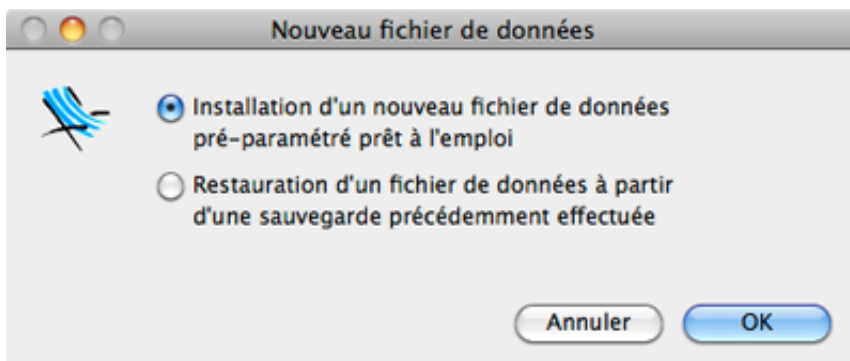 Nouveau fichier de données
Installation d'un nouveau fichier de données
pré-paramétré prêt à l'emploi
Restauration d'un fichier de données à partir
d'une sauvegarde précédemment effectuée
Annuler
OK